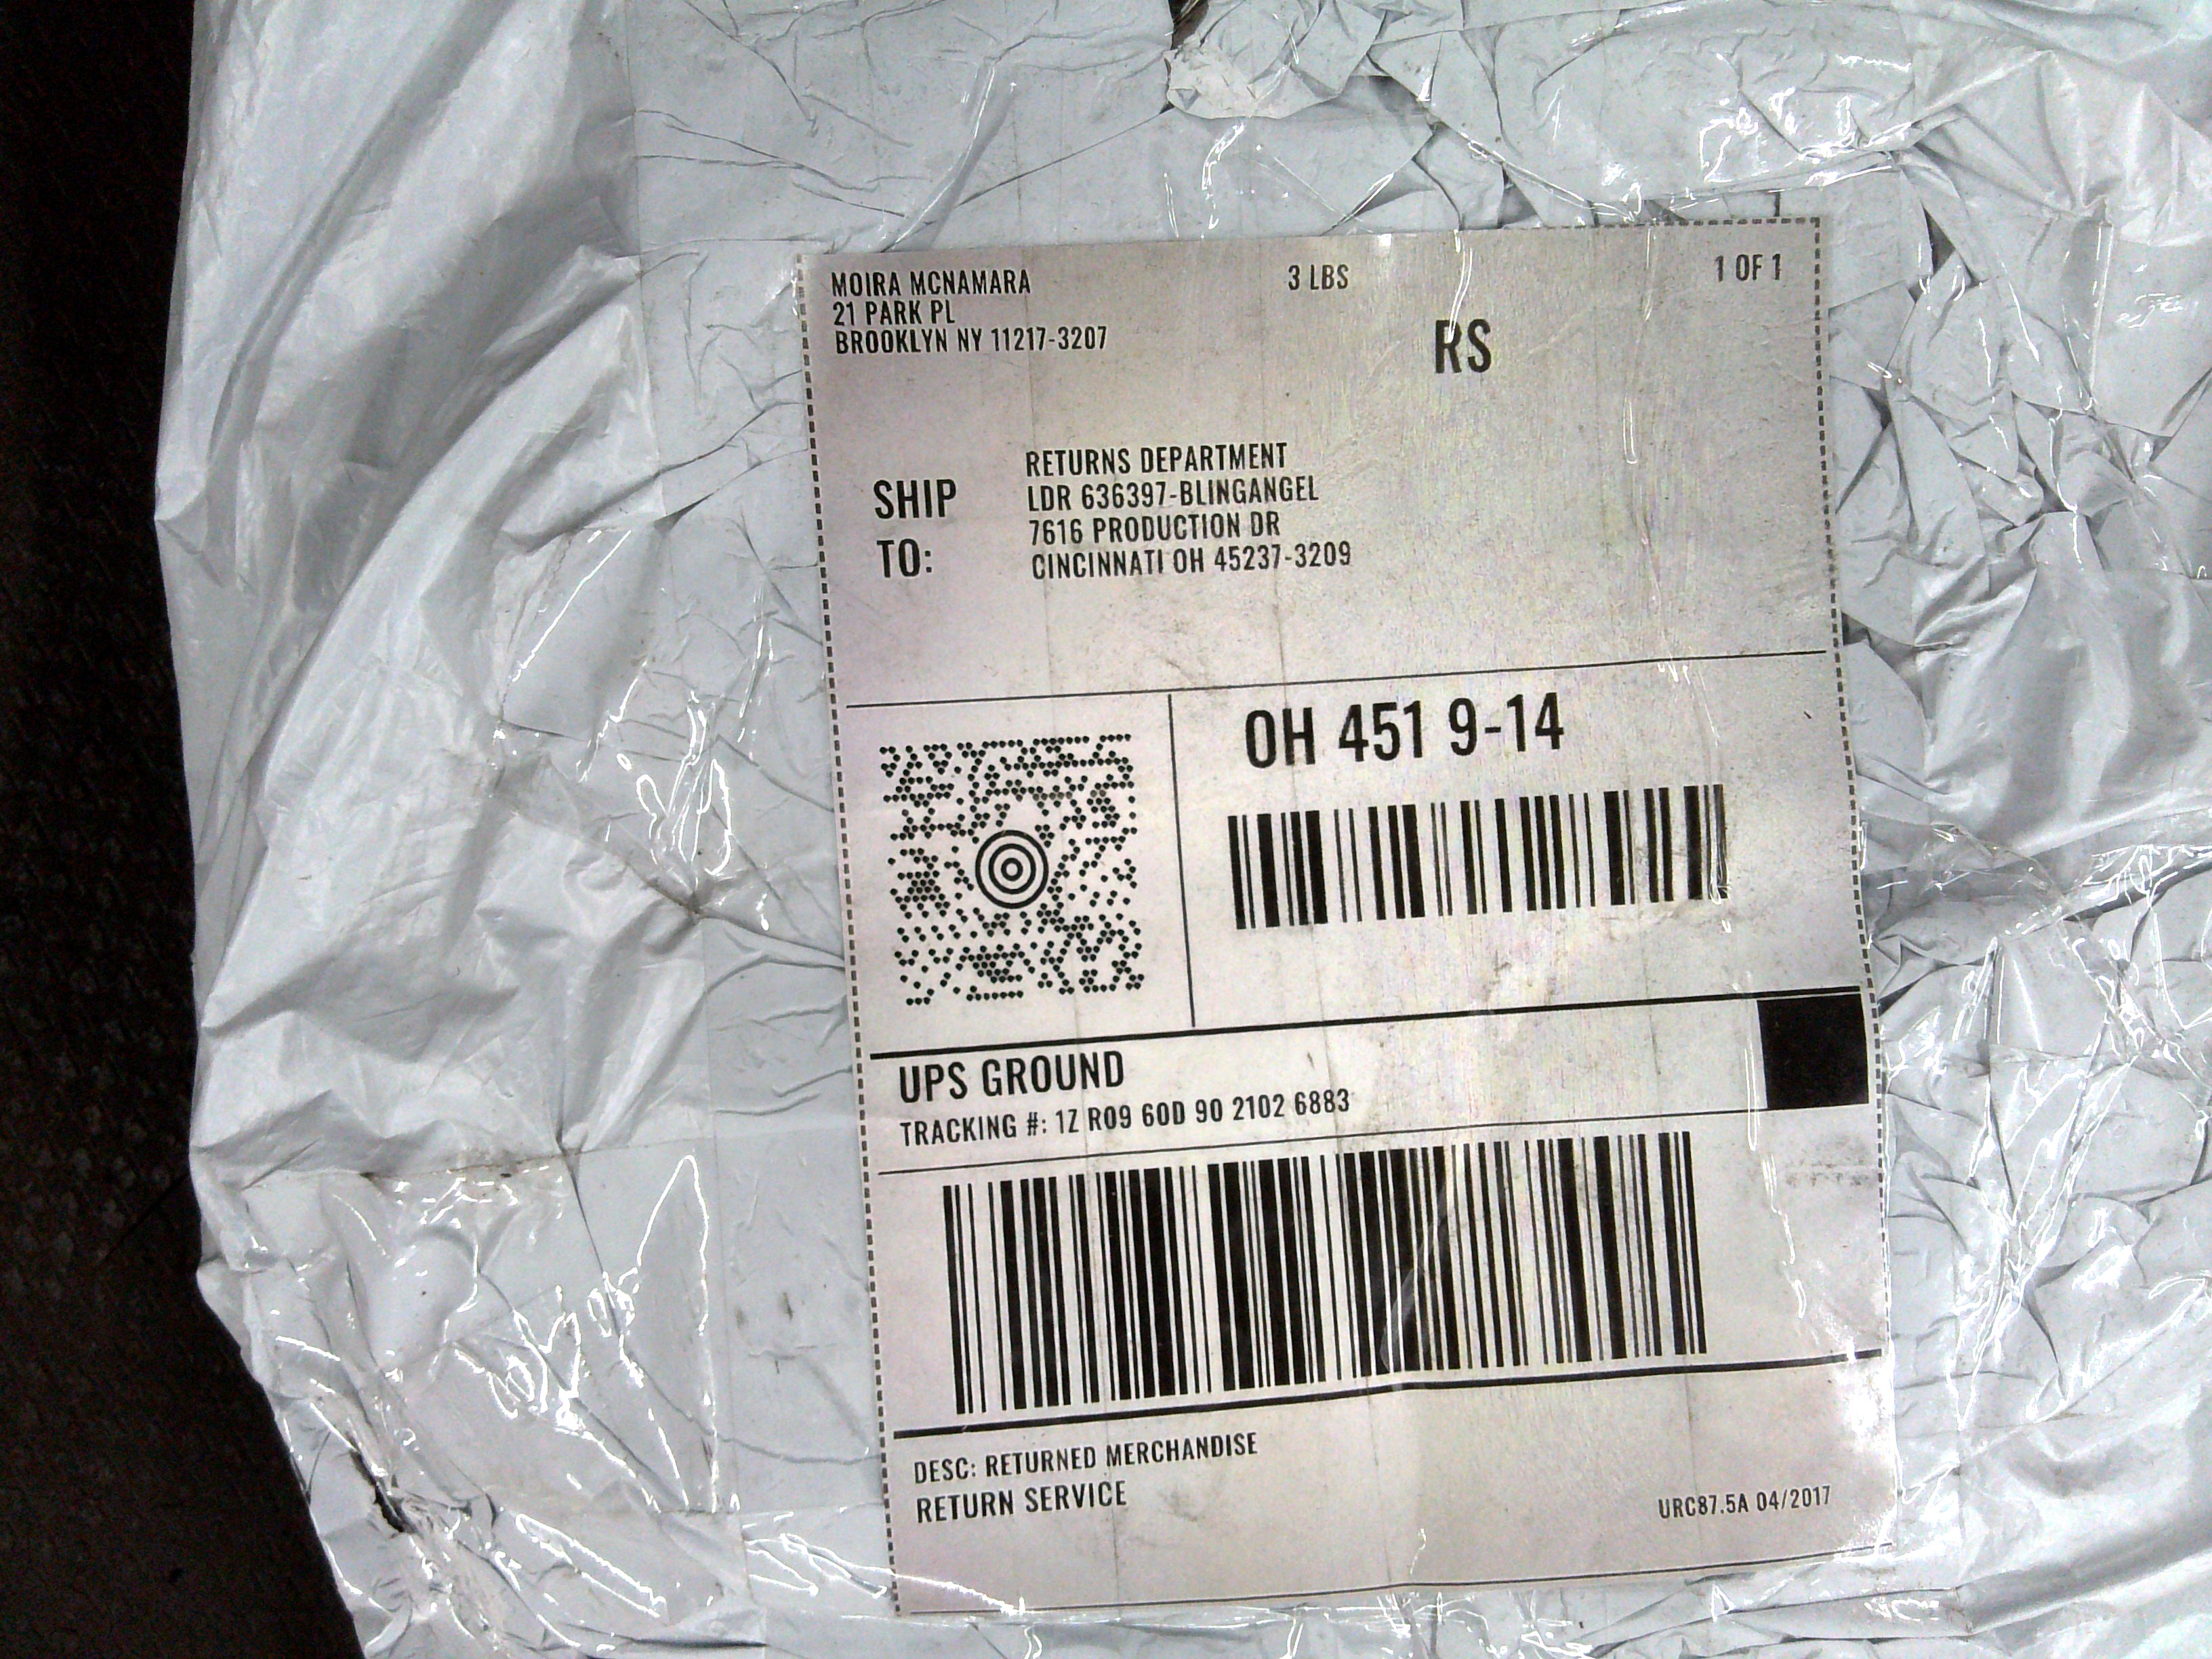 MOIRA MCNAMARA
21 PARK PL
BROOKLYN NY 11217-3207
3 LBS
1 OF 1
RS
SHIP TO:
RETURNS DEPARTMENT
LDR 636397-BLINGANGEL
7616 PRODUCTION DR
CINCINNATI OH 45237-3209
OH 451 9-14
UPS GROUND
TRACKING #: 1Z R09 60D 90 2102 6883
DESC: RETURNED MERCHANDISE
RETURN SERVICE
URC87.5A 04/2017